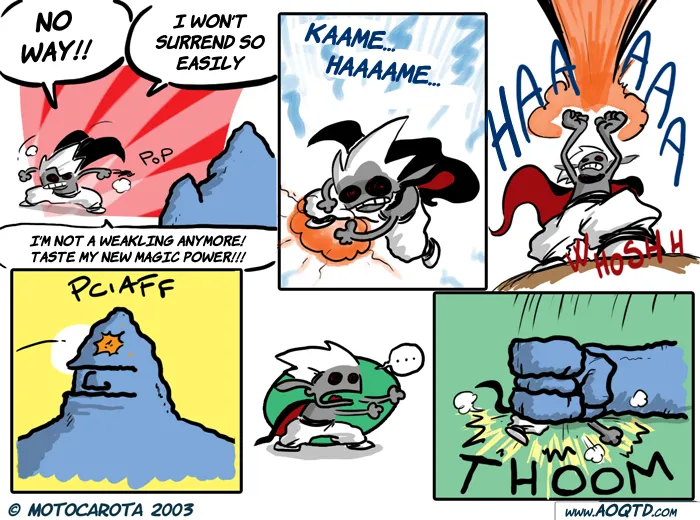 NO
WAY!!
I WON'T
SURREND SO
EASILY
POP
I'M NOT A WEAKLING ANYMORE!
TASTE MY NEW MAGIC POWER!!!
KAAME...
HAAAAME...
HAA AAAA
WHOSHH
PCIAFF
...
THOOM
© MOTOCAROTA 2003
WWW.AOQTD.COM